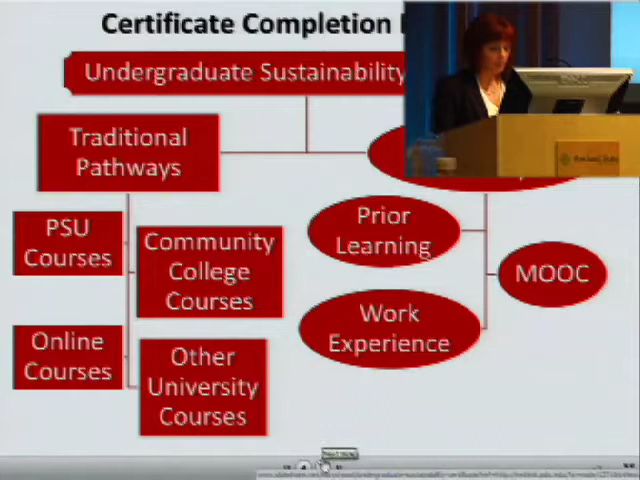 Certificate Completion
Undergraduate Sustainability
Traditional
Pathways
PSU
Courses
Community
College
Courses
Online
Courses
Other
University
Courses
Prior
Learning
Work
Experience
MOOC